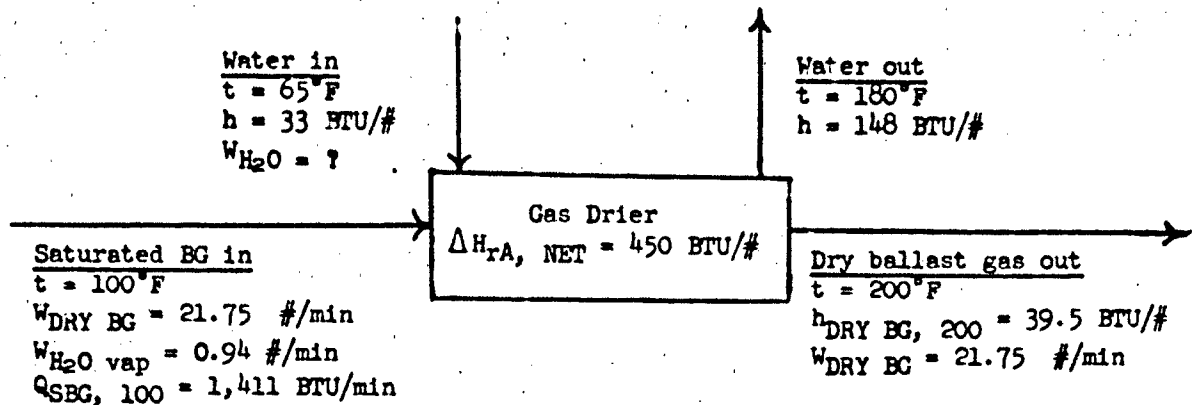 Water in
t = 65°F
h = 33 BTU/#
W_H₂O = ?
Water out
t = 180°F
h = 148 BTU/#
Gas Drier
ΔH_rA, NET = 450 BTU/#
Saturated BG in
t = 100°F
W_DRY BG = 21.75 #/min
W_H₂O vap = 0.94 #/min
Q_SBG, 100 = 1,411 BTU/min
Dry ballast gas out
t = 200°F
h_DRY BG, 200 = 39.5 BTU/#
W_DRY BG = 21.75 #/min